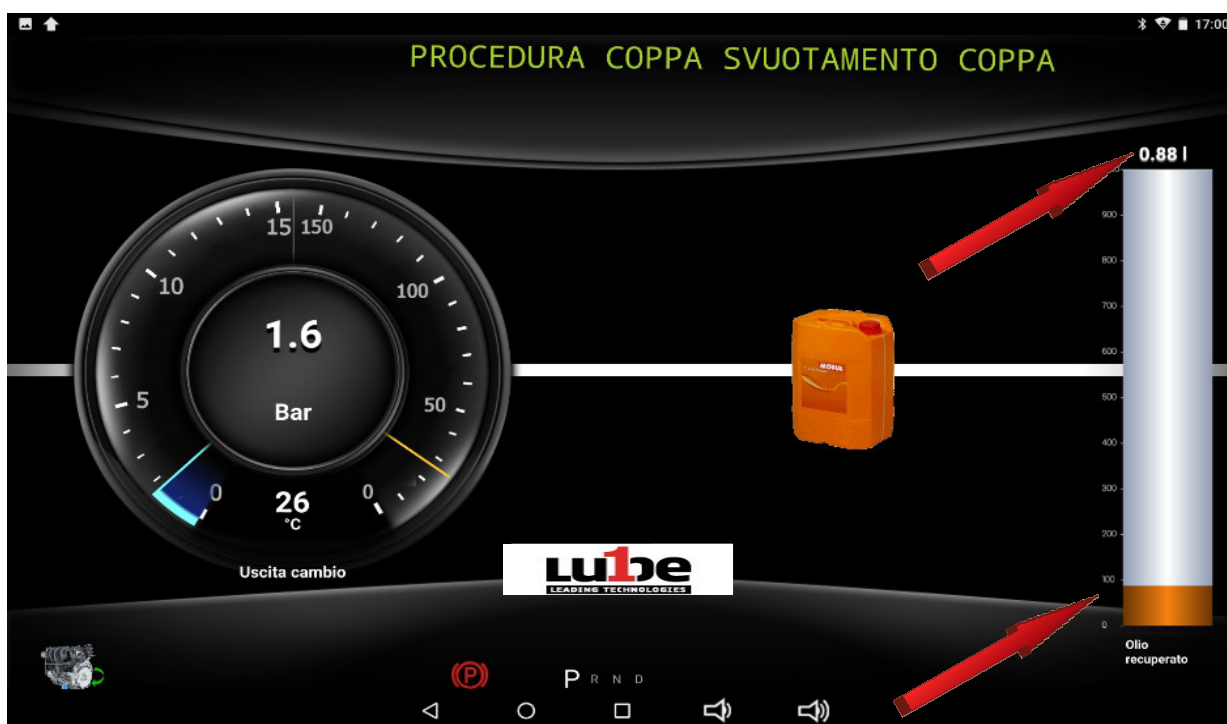 17:00
PROCEDURA COPPA SVUOTAMENTO COPPA
0.88 l
15 150
10
100
5
50
0
0
1.6
Bar
26
°C
Uscita cambio
MOTUL
Lu1be
LEADING TECHNOLOGIES
900
800
700
600
500
400
300
200
100
0
Olio
recuperato
P
P R N D